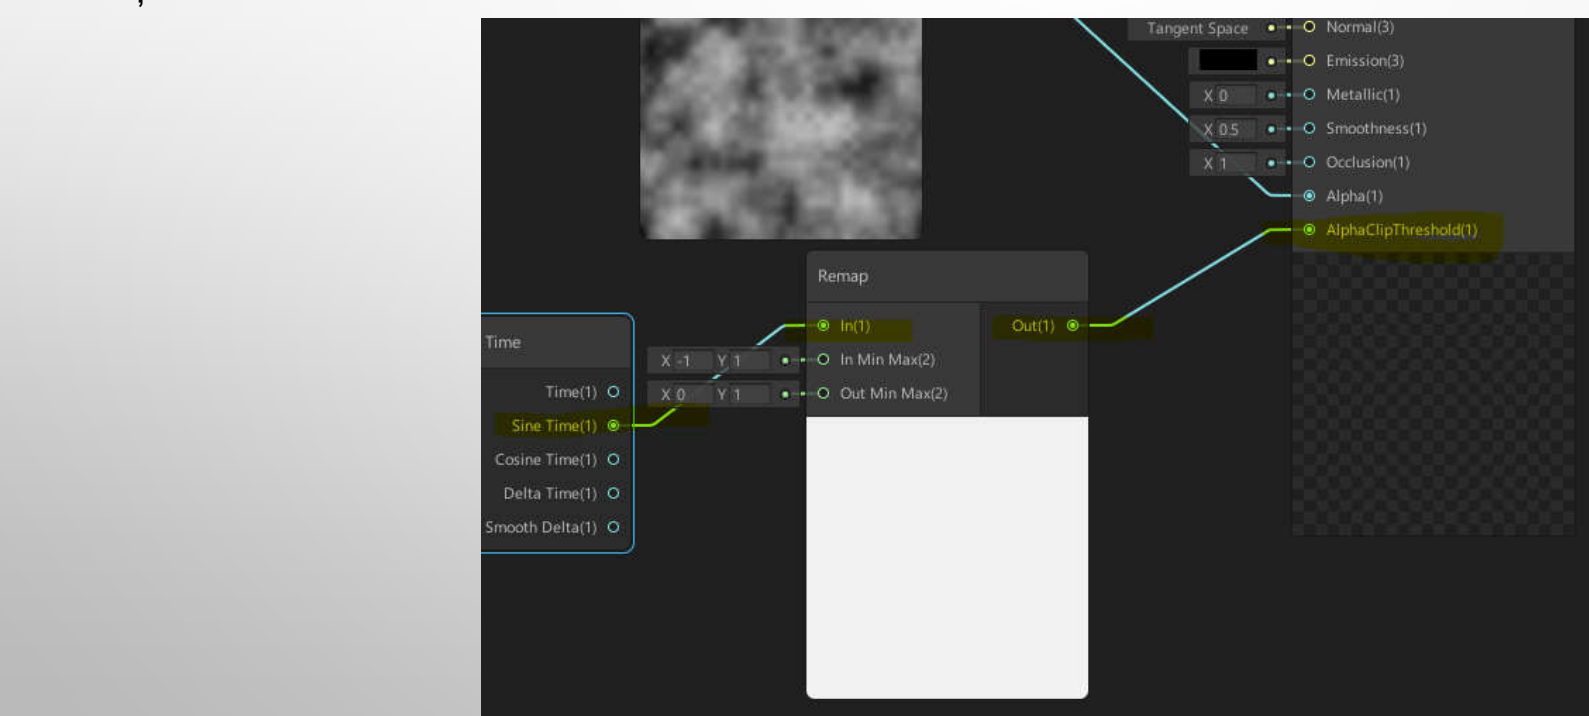 Tangent Space
Normal(3)
Emission(3)
X 0
Metallic(1)
X 0.5
Smoothness(1)
X 1
Occlusion(1)
Alpha(1)
AlphaClipThreshold(1)
Remap
In(1)
Out(1)
X -1 Y 1
In Min Max(2)
X 0 Y 1
Out Min Max(2)
Time
Time(1)
Sine Time(1)
Cosine Time(1)
Delta Time(1)
Smooth Delta(1)